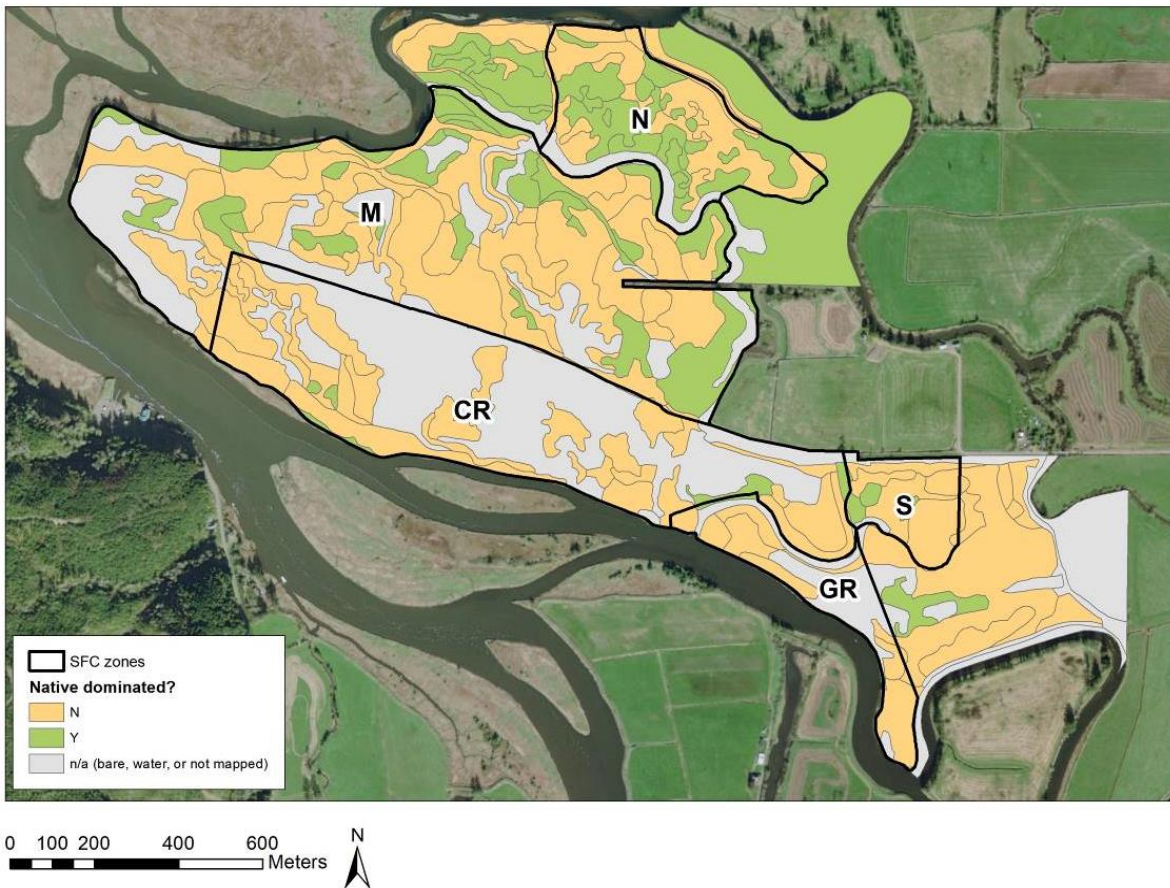 N
M
CR
S
GR
SFC zones
Native dominated?
N
Y
n/a (bare, water, or not mapped)
0 100 200 400 600
Meters
N